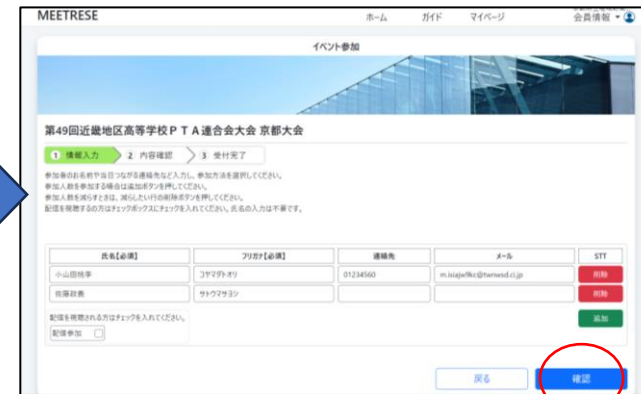 MEETRESE
ホーム ガイド マイページ 会員情報
イベント参加
第49回近畿地区高等学校PTA連合会大会 京都大会
1 情報入力 2 内容確認 3 受付完了
参加者のお名前や当日つながる連絡先など入力し、参加方法を選択してください。
参加人数を参加する場合は追加ボタンを押してください。
参加人数を減らすときは、減らしたい行の削除ボタンを押してください。
配信を視聴する方はチェックボックスにチェックを入れてください。氏名の入力は不要です。
氏名【必須】 フリガナ【必須】 連絡先 メール STT
小山田 コヤマダトオリ 01234560 削除
佐藤政善 サトウマサヨシ 削除
配信を視聴される方はチェックを入れてください。 追加
配信参加
戻る 確認